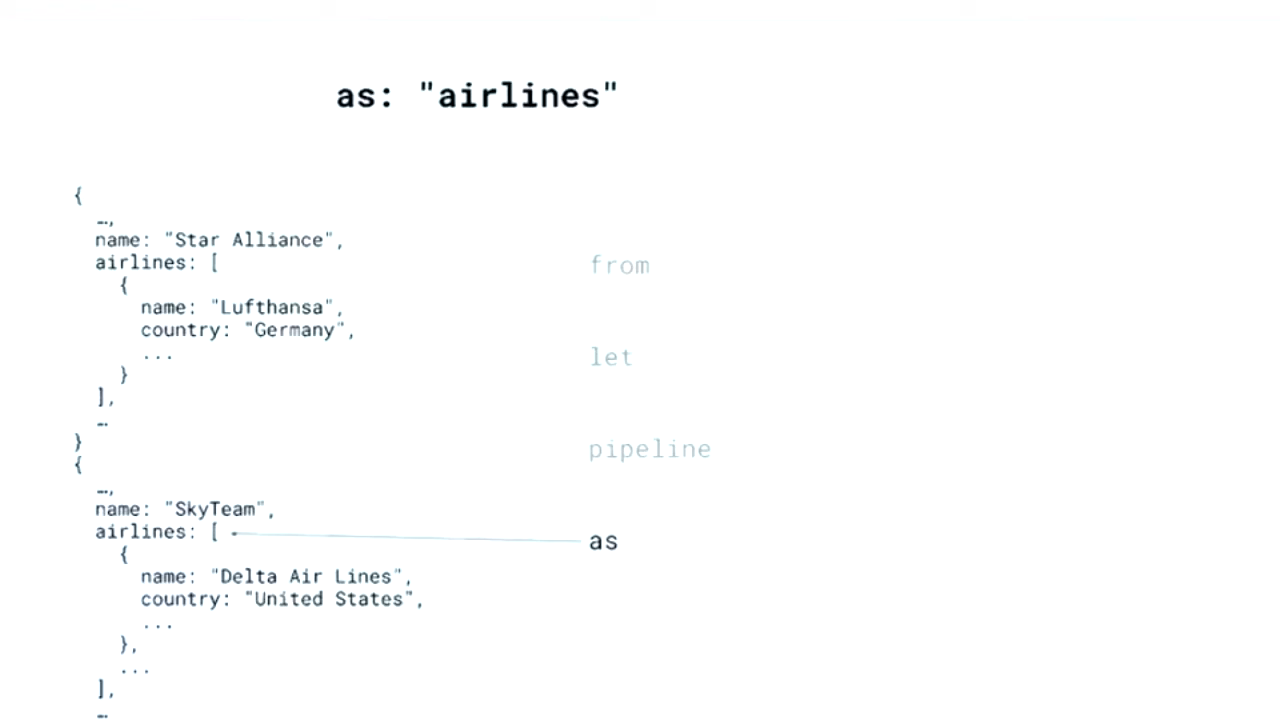 as: "airlines"
{
…,
name: "Star Alliance",
airlines: [
{
name: "Lufthansa",
country: "Germany",
...
}
],
…
}
{
…,
name: "SkyTeam",
airlines: [
{
name: "Delta Air Lines",
country: "United States",
...
},
...
],
…
from
let
pipeline
as